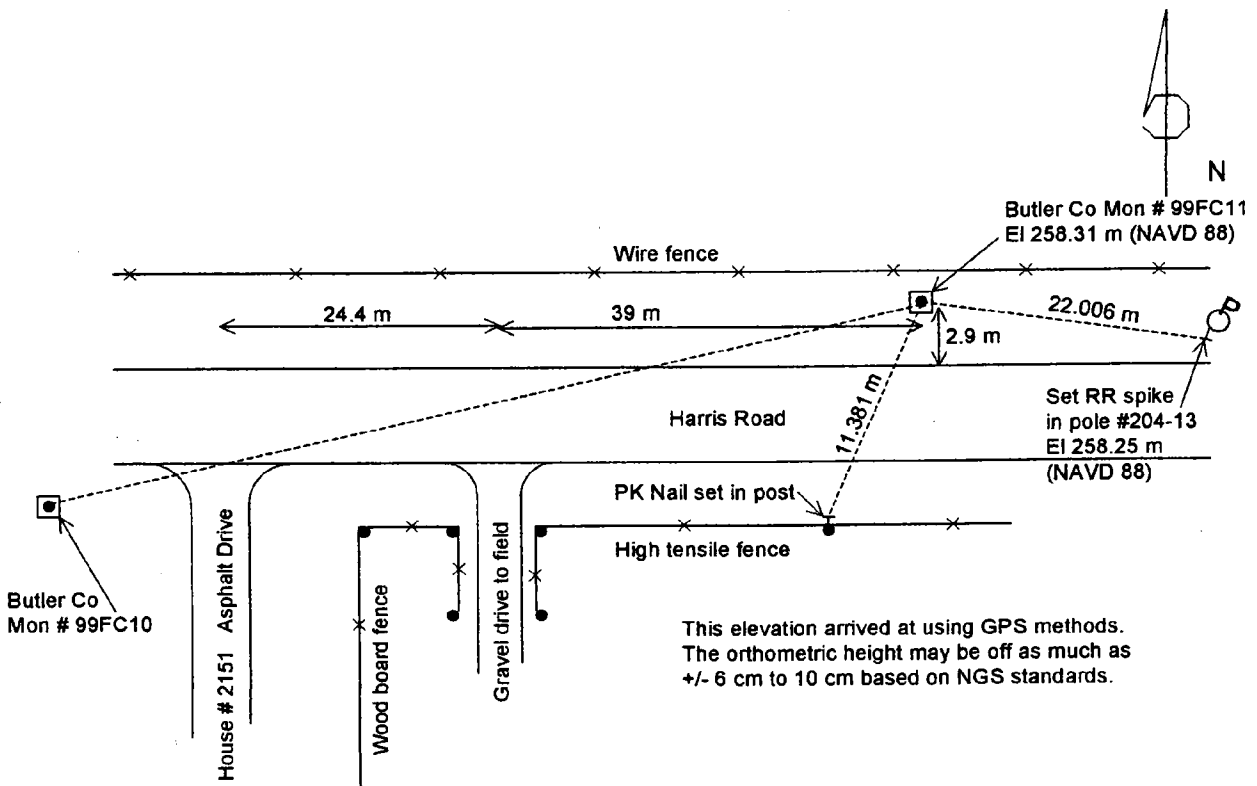 N
Butler Co Mon # 99FC11
El 258.31 m (NAVD 88)
Wire fence
24.4 m
39 m
22.006 m
2.9 m
11.381 m
Harris Road
Set RR spike
in pole #204-13
El 258.25 m
(NAVD 88)
PK Nail set in post
High tensile fence
Butler Co
Mon # 99FC10
House # 2151 Asphalt Drive
Wood board fence
Gravel drive to field
This elevation arrived at using GPS methods.
The orthometric height may be off as much as
+/- 6 cm to 10 cm based on NGS standards.